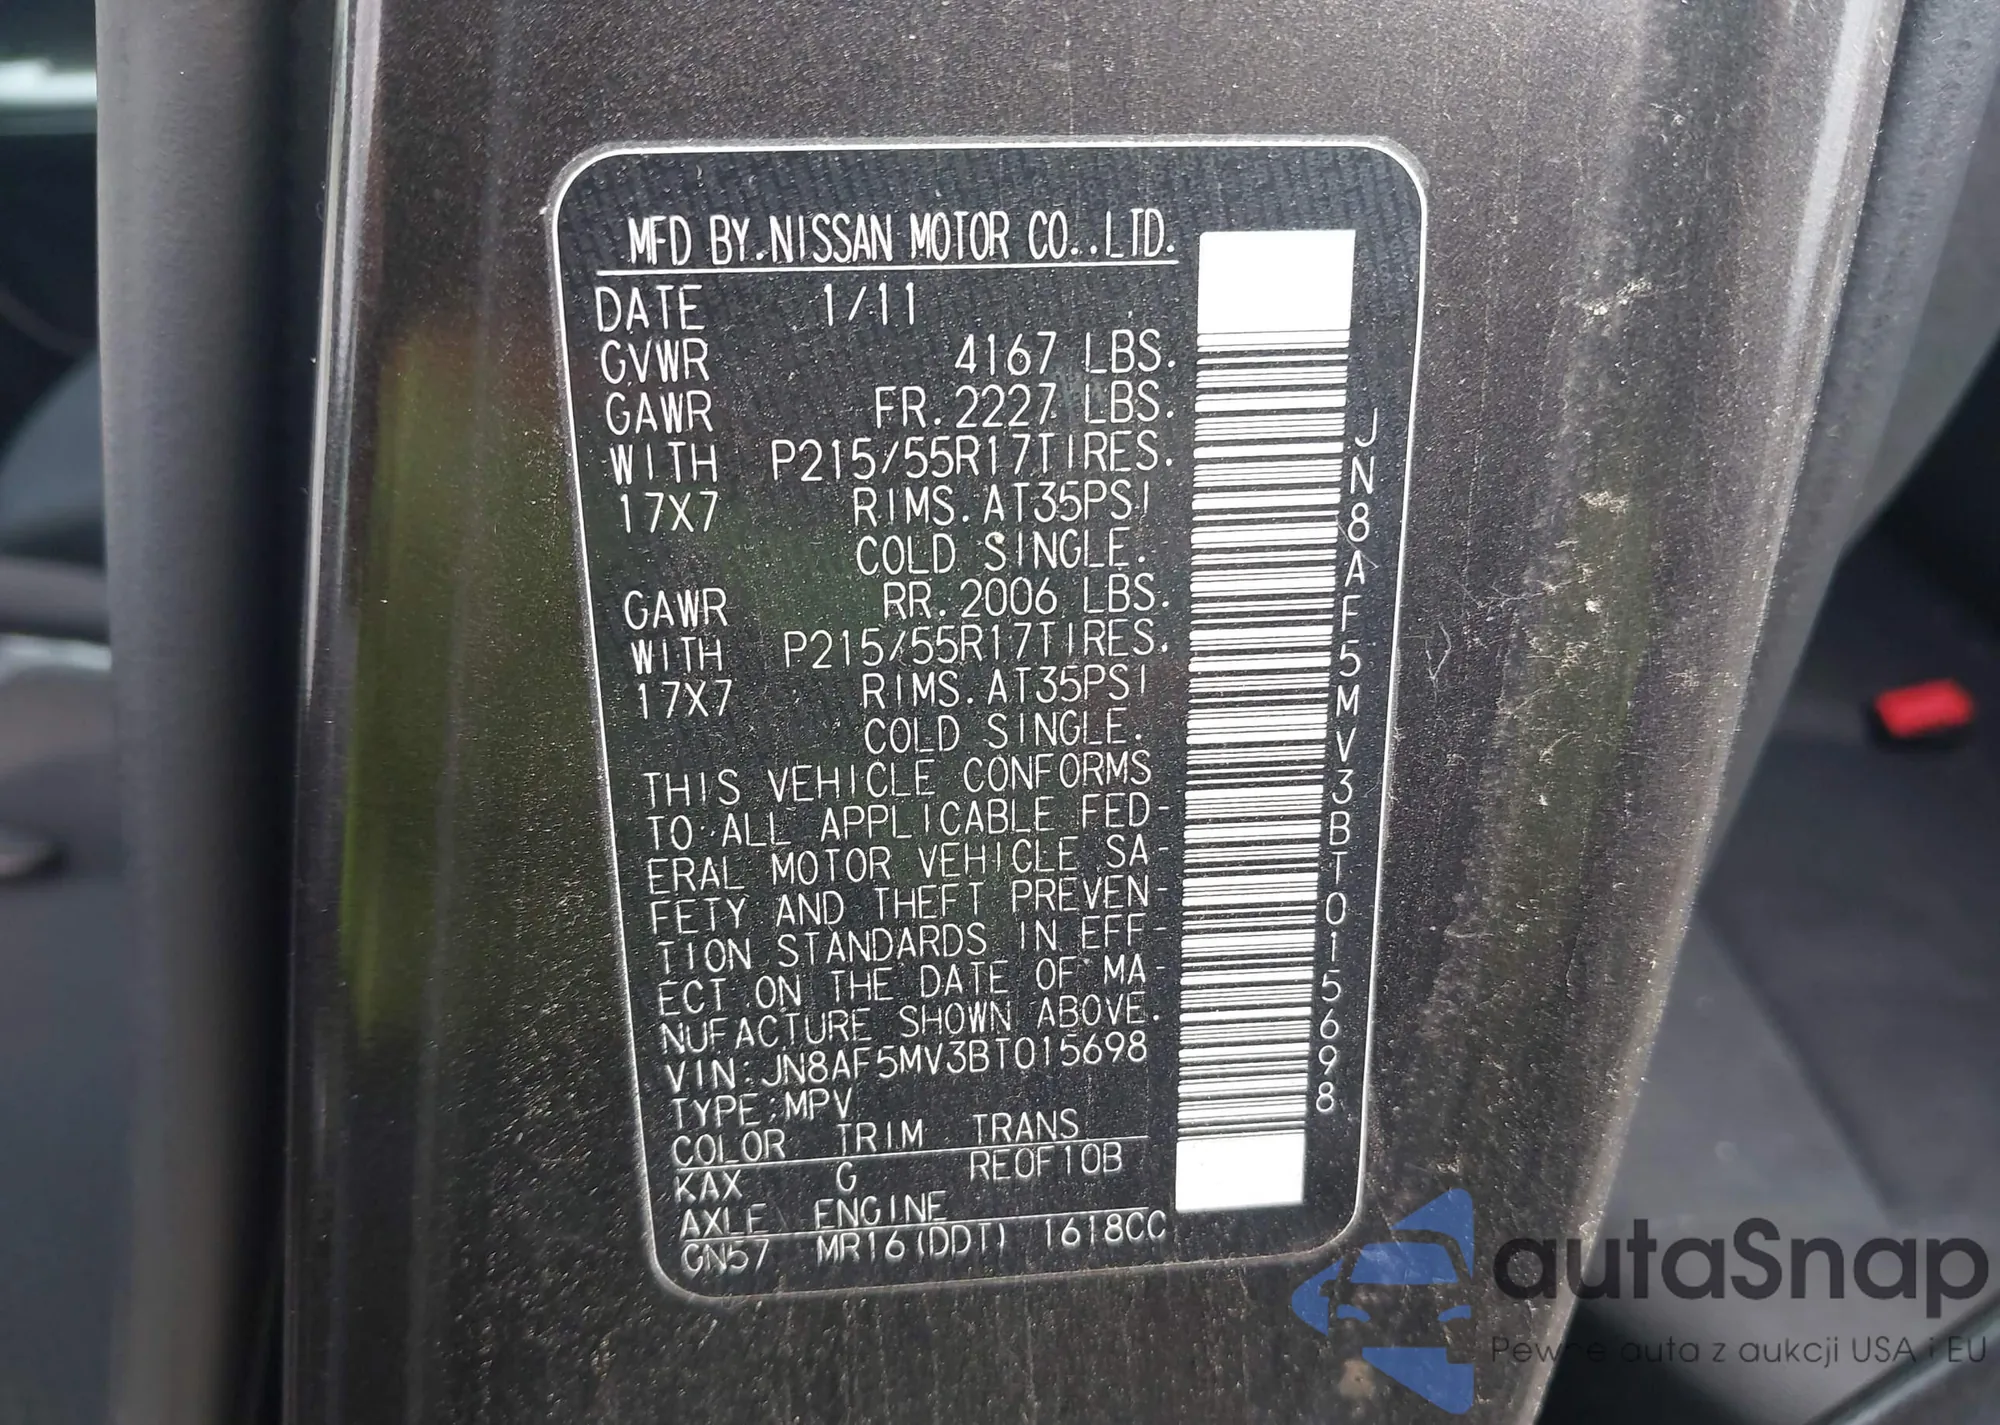 MFD BY.NISSAN MOTOR CO.,LTD.
DATE 1/11
GVWR 4167 LBS.
GAWR FR.2227 LBS.
WITH P215/55R17TIRES.
17X7 RIMS.AT35PSI
COLD SINGLE.
GAWR RR.2006 LBS.
WITH P215/55R17TIRES.
17X7 RIMS.AT35PSI
COLD SINGLE.
THIS VEHICLE CONFORMS
TO ALL APPLICABLE FED-
ERAL MOTOR VEHICLE SA-
FETY AND THEFT PREVEN-
TION STANDARDS IN EFF-
ECT ON THE DATE OF MA-
NUFACTURE SHOWN ABOVE.
VIN:JN8AF5MV3BT015698
TYPE:MPV
COLOR TRIM TRANS
KAX G RE0F10B
AXLE ENGINE
GN57 MR16(DDT) 1618CC
JN8AF5MV3BT015698
autaSnap
Pewne auta z aukcji USA i EU